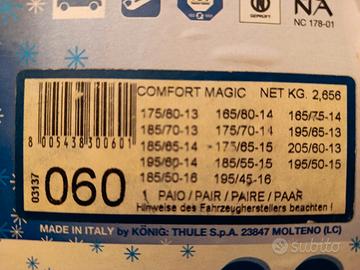 GEPRÜFT
NA
NC 178-01
COMFORT MAGIC NET KG. 2,656
175/80-13 165/80-14 165/75-14
185/70-13 175/70-14 195/65-13
185/65-14 175/65-15 205/60-13
195/60-14 185/55-15 195/50-15
185/50-16 195/45-16
8 005438 300601
03137
060
1 PAIO / PAIR / PAIRE / PAAR
Hinweise des Fahrzeugherstellers beachten !
MADE IN ITALY by KÖNIG: THULE S.p.A. 23847 MOLTENO (LC)
subito